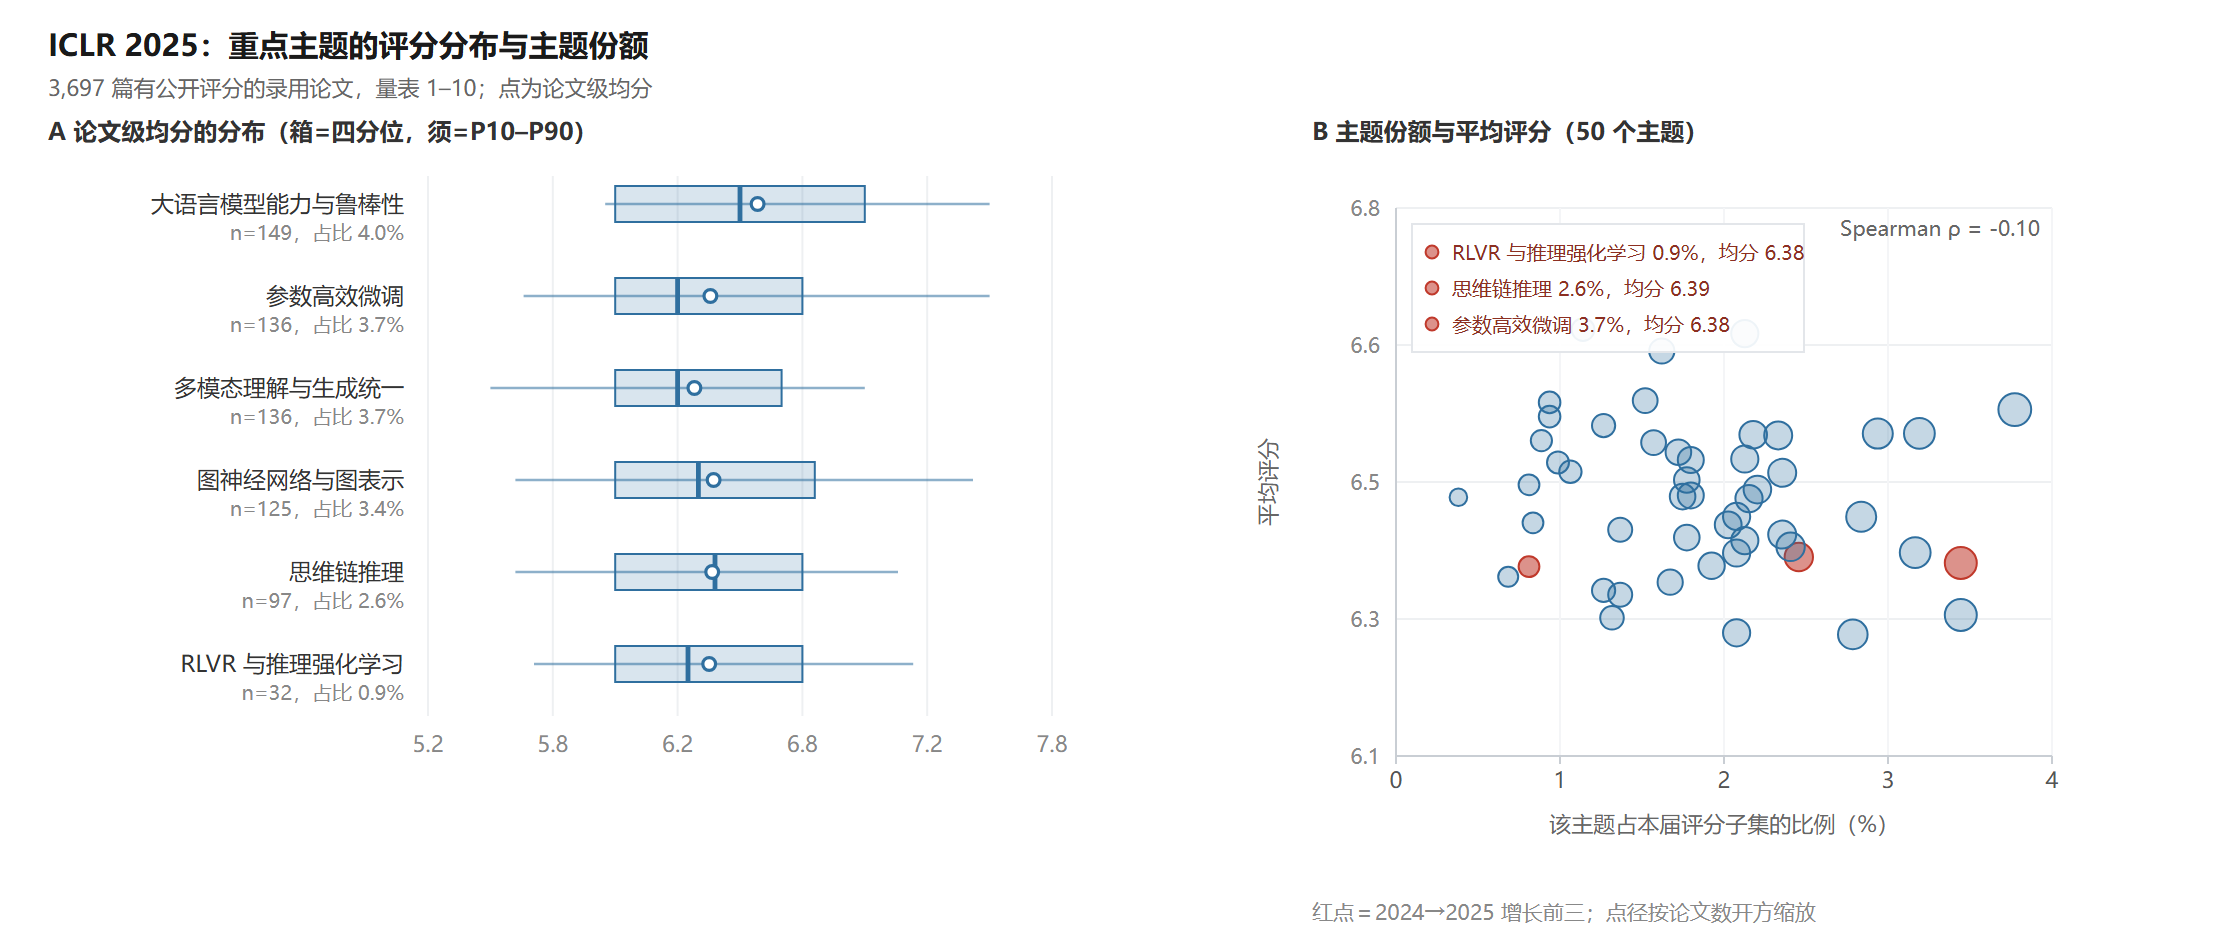 ICLR 2025：重点主题的评分分布与主题份额
3,697 篇有公开评分的录用论文，量表 1–10；点为论文级均分
A 论文级均分的分布（箱=四分位，须=P10–P90）
大语言模型能力与鲁棒性
n=149，占比 4.0%
参数高效微调
n=136，占比 3.7%
多模态理解与生成统一
n=136，占比 3.7%
图神经网络与图表示
n=125，占比 3.4%
思维链推理
n=97，占比 2.6%
RLVR 与推理强化学习
n=32，占比 0.9%
5.2 5.8 6.2 6.8 7.2 7.8
B 主题份额与平均评分（50 个主题）
Spearman ρ = -0.10
RLVR 与推理强化学习 0.9%，均分 6.38
思维链推理 2.6%，均分 6.39
参数高效微调 3.7%，均分 6.38
平均评分
6.8
6.6
6.5
6.3
6.1
0 1 2 3 4
该主题占本届评分子集的比例（%）
红点＝2024→2025 增长前三；点径按论文数开方缩放